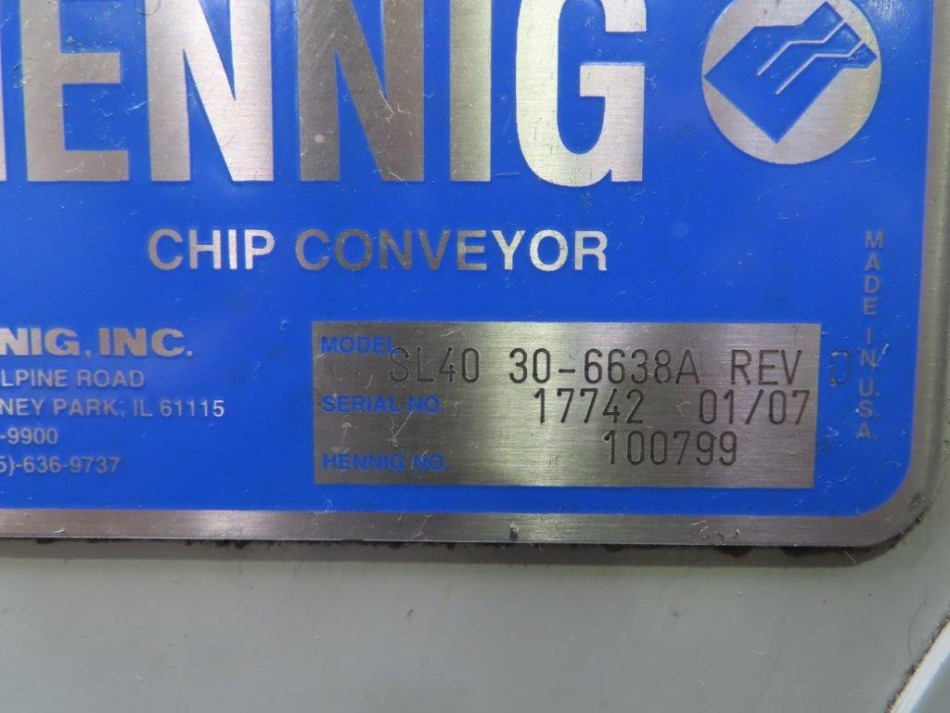 HENNIG
CHIP CONVEYOR
MADE IN U.S.A.
NIG, INC.
LPINE ROAD
NEY PARK, IL 61115
-9900
5)-636-9737
MODEL SL40 30-6638A REV D
SERIAL NO. 17742 01/07
HENNIG NO. 100799